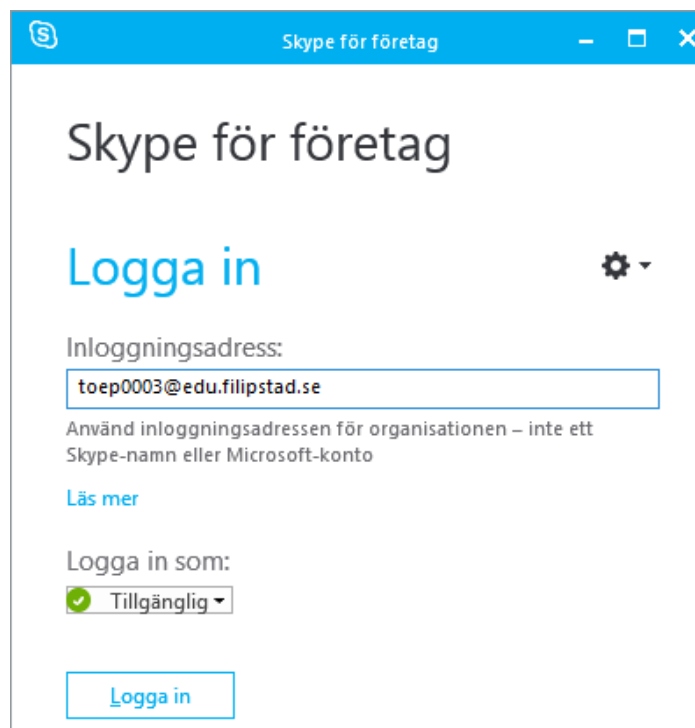 Skype för företag
Skype för företag
Logga in
Inloggningsadress:
toep0003@edu.filipstad.se
Använd inloggningsadressen för organisationen – inte ett
Skype-namn eller Microsoft-konto
Läs mer
Logga in som:
Tillgänglig
Logga in